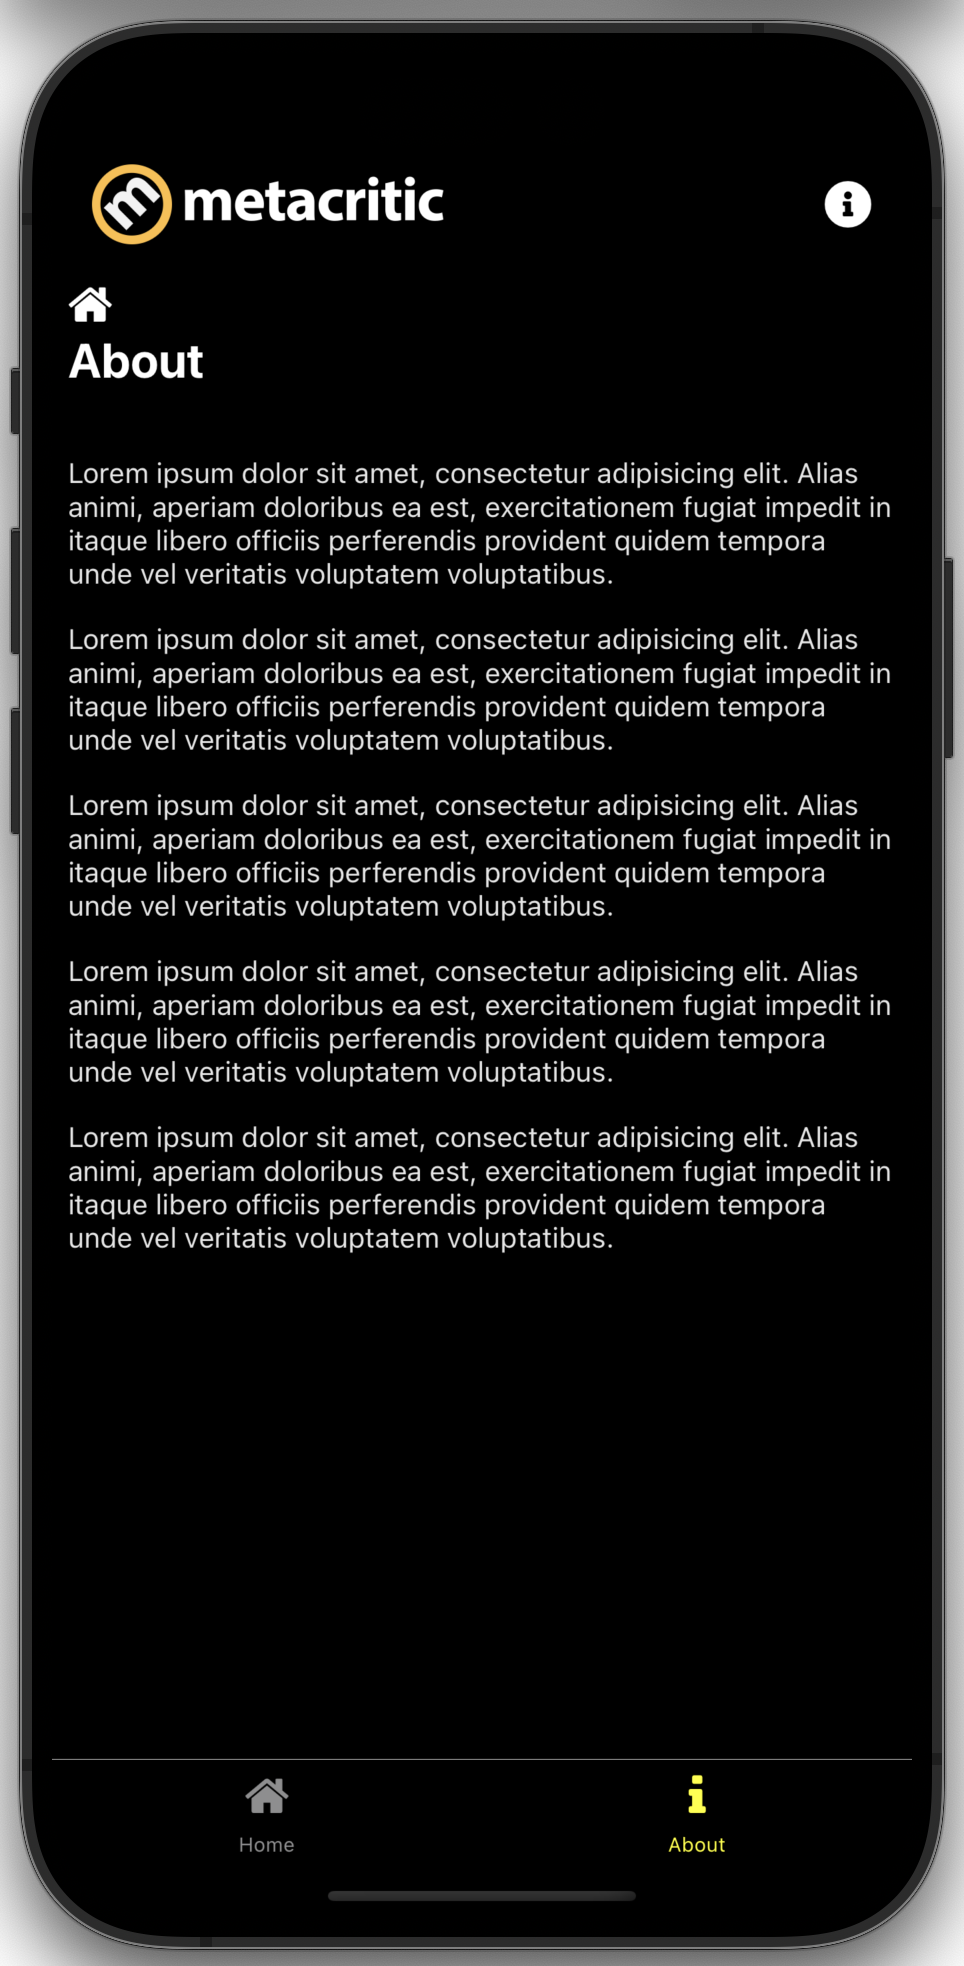 metacritic
About
Lorem ipsum dolor sit amet, consectetur adipisicing elit. Alias
animi, aperiam doloribus ea est, exercitationem fugiat impedit in
itaque libero officiis perferendis provident quidem tempora
unde vel veritatis voluptatem voluptatibus.
Lorem ipsum dolor sit amet, consectetur adipisicing elit. Alias
animi, aperiam doloribus ea est, exercitationem fugiat impedit in
itaque libero officiis perferendis provident quidem tempora
unde vel veritatis voluptatem voluptatibus.
Lorem ipsum dolor sit amet, consectetur adipisicing elit. Alias
animi, aperiam doloribus ea est, exercitationem fugiat impedit in
itaque libero officiis perferendis provident quidem tempora
unde vel veritatis voluptatem voluptatibus.
Lorem ipsum dolor sit amet, consectetur adipisicing elit. Alias
animi, aperiam doloribus ea est, exercitationem fugiat impedit in
itaque libero officiis perferendis provident quidem tempora
unde vel veritatis voluptatem voluptatibus.
Lorem ipsum dolor sit amet, consectetur adipisicing elit. Alias
animi, aperiam doloribus ea est, exercitationem fugiat impedit in
itaque libero officiis perferendis provident quidem tempora
unde vel veritatis voluptatem voluptatibus.
Home
About